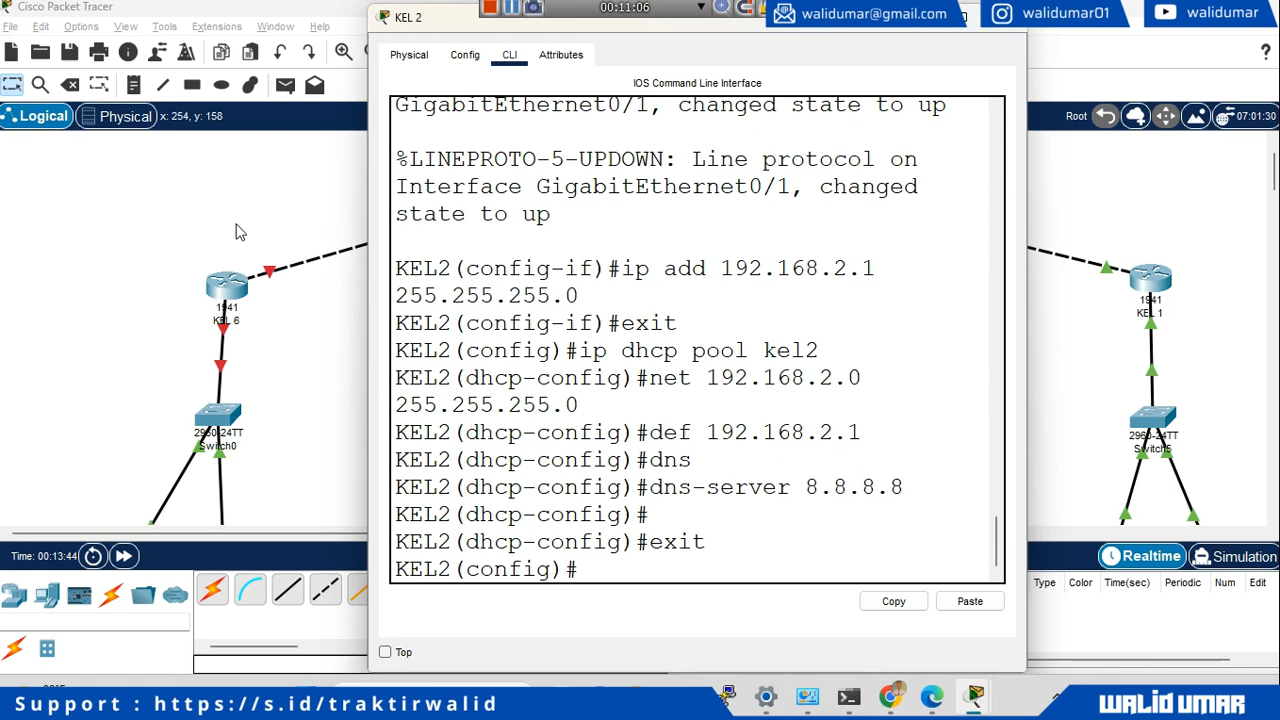 Cisco Packet Tracer
KEL 2
00:11:06
walidumar@gmail.com
walidumar01
walidumar
File Edit Options View Tools Extensions Window Help
Physical Config CLI Attributes
IOS Command Line Interface
Logical
Physical
x: 254, y: 158
Root
07:01:30
GigabitEthernet0/1, changed state to up
%LINEPROTO-5-UPDOWN: Line protocol on
Interface GigabitEthernet0/1, changed
state to up
KEL2(config-if)#ip add 192.168.2.1
255.255.255.0
KEL2(config-if)#exit
KEL2(config)#ip dhcp pool kel2
KEL2(dhcp-config)#net 192.168.2.0
255.255.255.0
KEL2(dhcp-config)#def 192.168.2.1
KEL2(dhcp-config)#dns
KEL2(dhcp-config)#dns-server 8.8.8.8
KEL2(dhcp-config)#
KEL2(dhcp-config)#exit
KEL2(config)#
1941
KEL 6
2960-24TT
Switch0
1941
KEL 1
2960-24TT
Switch5
Copy
Paste
Top
Time: 00:13:44
Realtime
Simulation
Type Color Time(sec) Periodic Num Edit
Support : https://s.id/traktirwalid
WALID UMAR